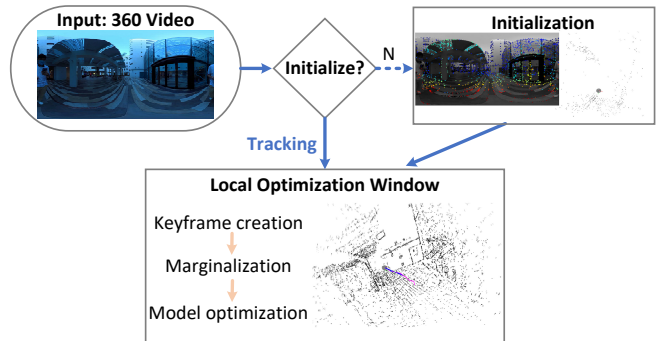 Input: 360 Video
Initialize?
N
Initialization
Tracking
Local Optimization Window
Keyframe creation
Marginalization
Model optimization